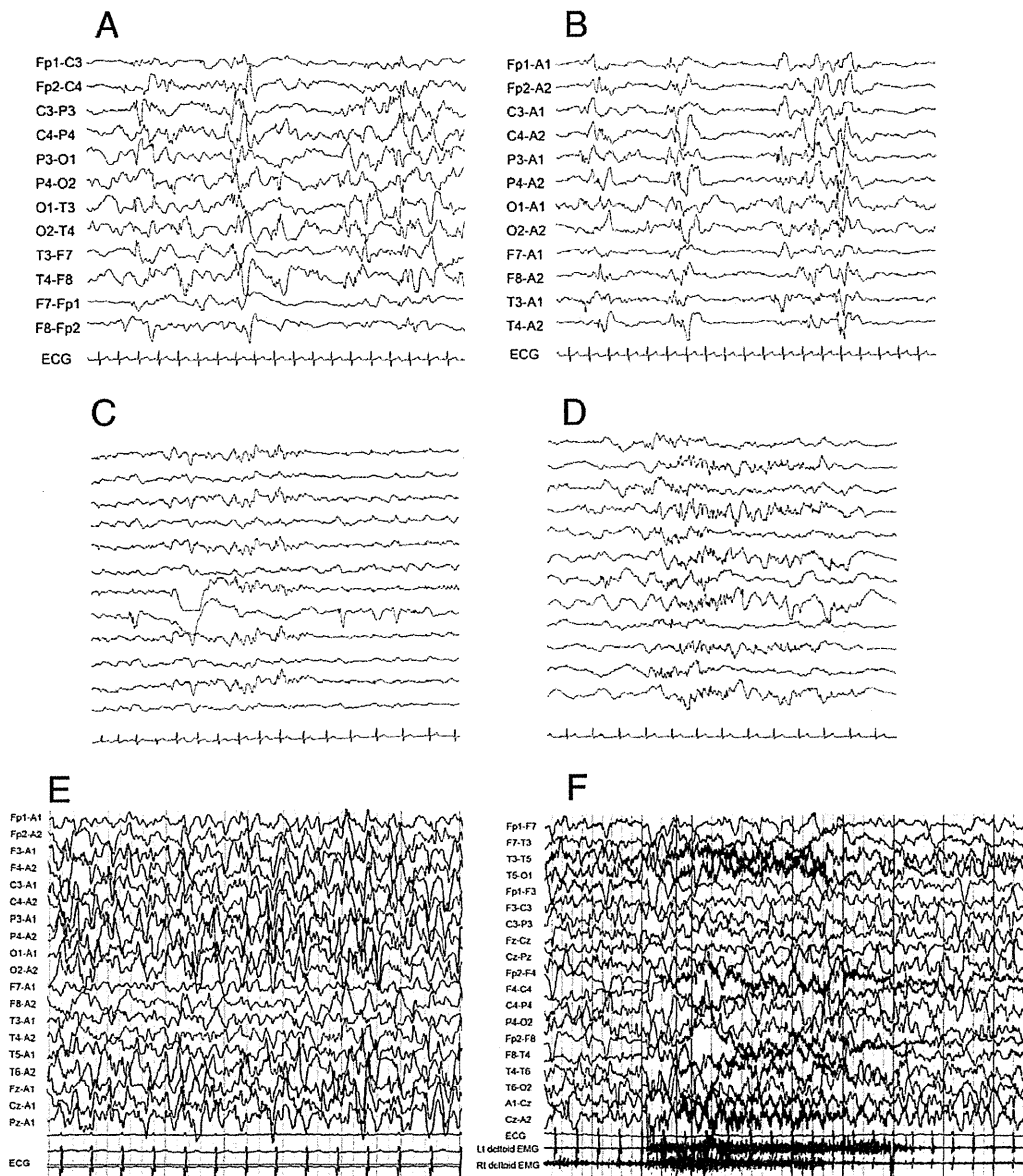 A
Fp1-C3
Fp2-C4
C3-P3
C4-P4
P3-O1
P4-O2
O1-T3
O2-T4
T3-F7
T4-F8
F7-Fp1
F8-Fp2
ECG
B
Fp1-A1
Fp2-A2
C3-A1
C4-A2
P3-A1
P4-A2
O1-A1
O2-A2
F7-A1
F8-A2
T3-A1
T4-A2
ECG
C
D
E
Fp1-A1
Fp2-A2
F3-A1
F4-A2
C3-A1
C4-A2
P3-A1
P4-A2
O1-A1
O2-A2
F7-A1
F8-A2
T3-A1
T4-A2
T5-A1
T6-A2
Fz-A1
Cz-A1
Pz-A1
ECG
F
Fp1-F7
F7-T3
T3-T5
T5-O1
Fp1-F3
F3-C3
C3-P3
Fz-Cz
Cz-Pz
Fp2-F4
F4-C4
C4-P4
P4-O2
Fp2-F8
F8-T4
T4-T6
T6-O2
A1-Cz
Cz-A2
ECG
Lt deltoid EMG
Rt deltoid EMG